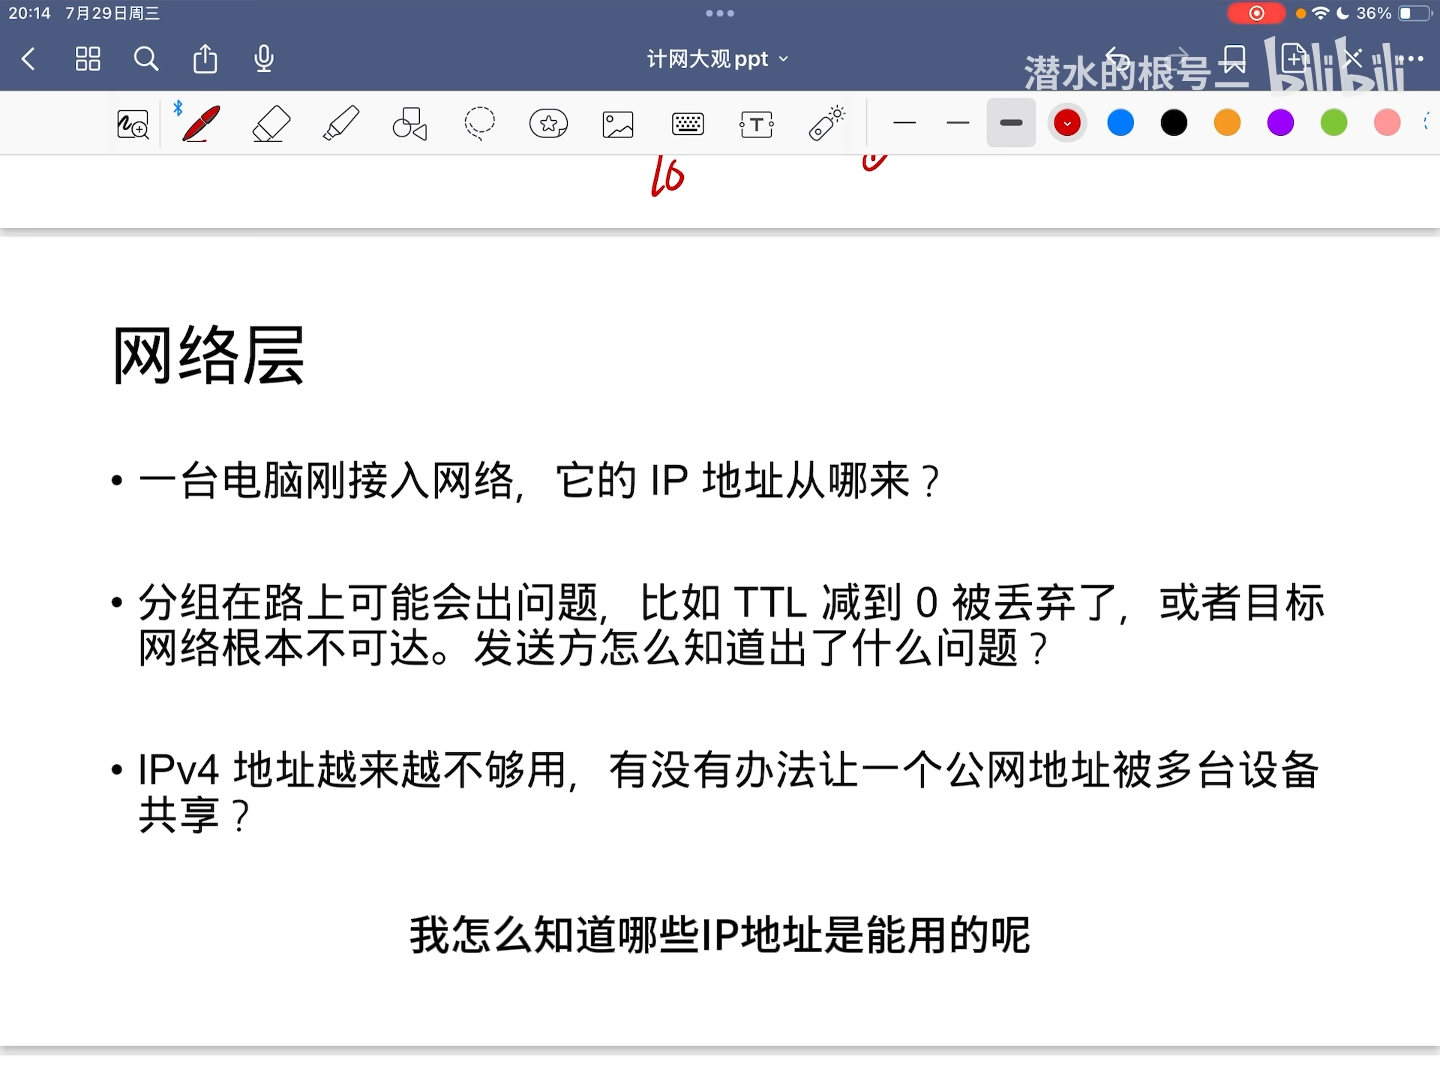 20:14 7月29日周三
36%
计网大观ppt
潜水的根号二 bilibili
T
10
网络层
• 一台电脑刚接入网络，它的 IP 地址从哪来？
• 分组在路上可能会出问题，比如 TTL 减到 0 被丢弃了，或者目标
网络根本不可达。发送方怎么知道出了什么问题？
• IPv4 地址越来越不够用，有没有办法让一个公网地址被多台设备
共享？
我怎么知道哪些IP地址是能用的呢